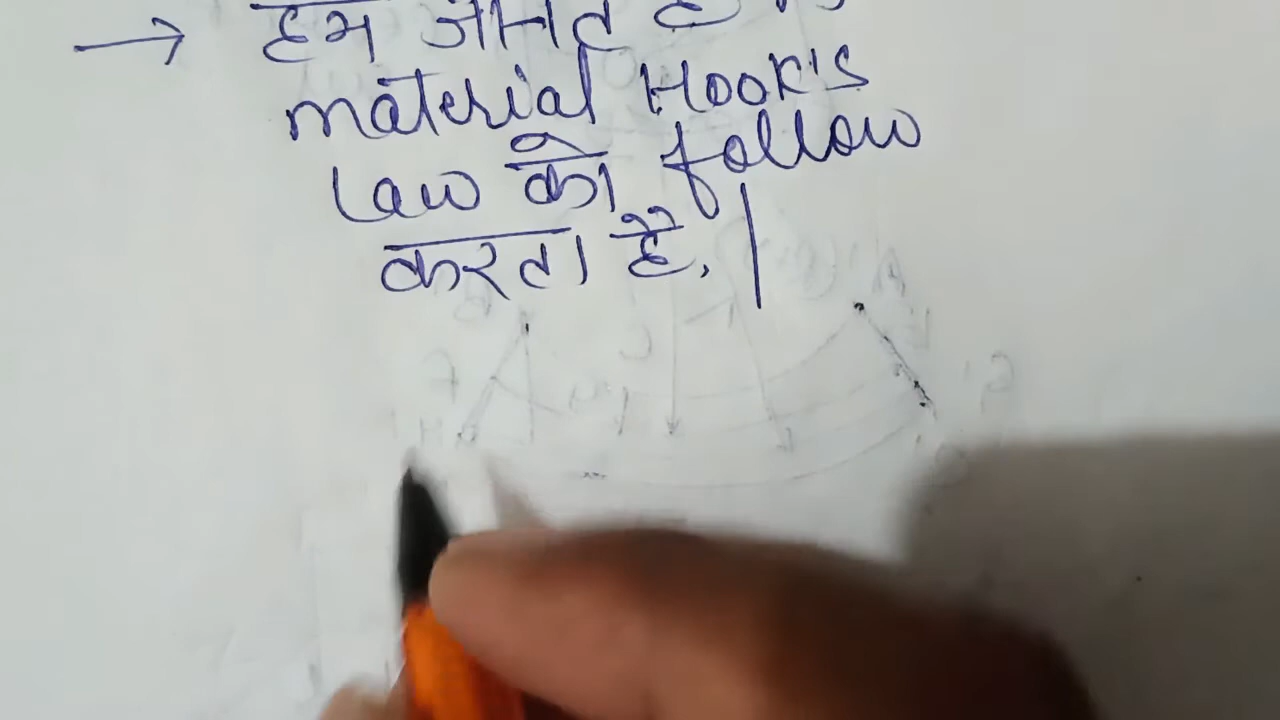 → हम जानते है कि
material Hook's
law को follow
करता है.|